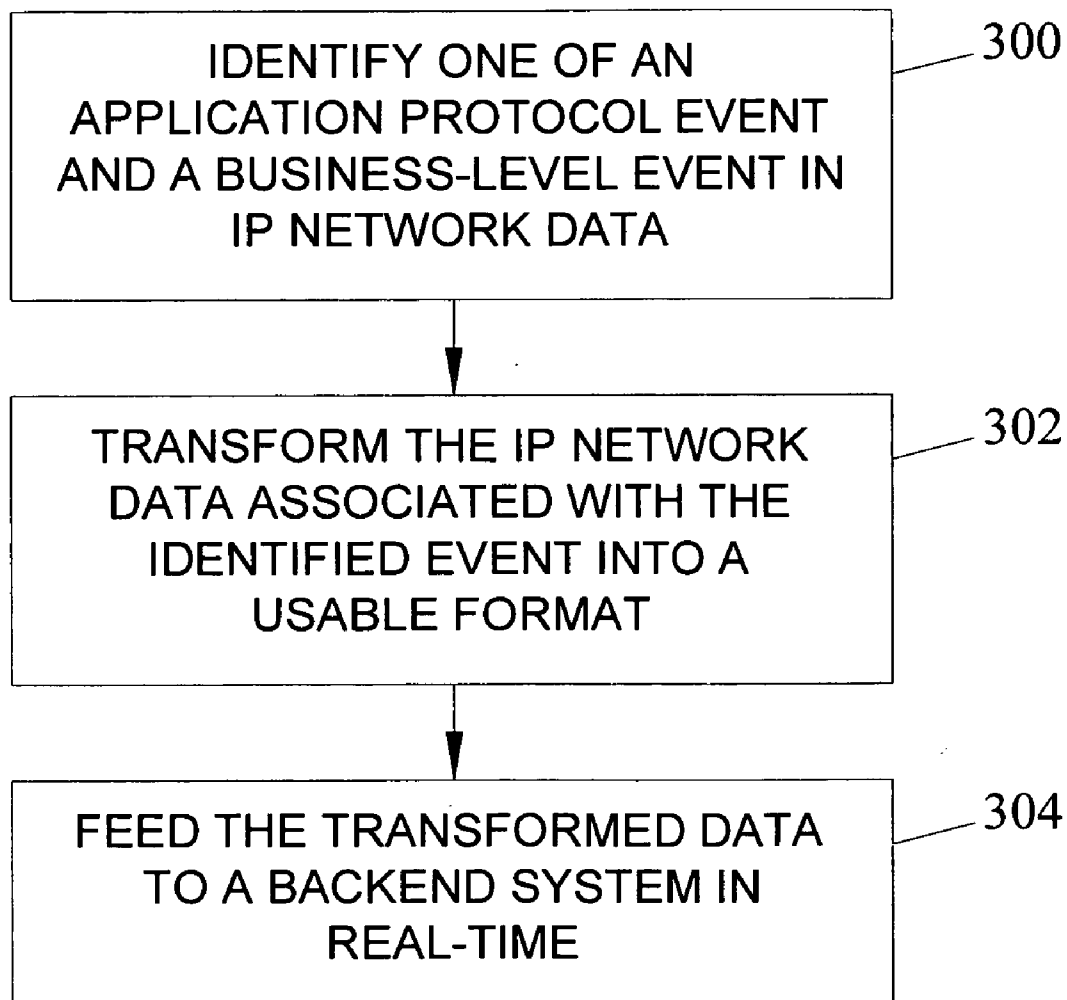 IDENTIFY ONE OF AN
APPLICATION PROTOCOL EVENT
AND A BUSINESS-LEVEL EVENT IN
IP NETWORK DATA
300
TRANSFORM THE IP NETWORK
DATA ASSOCIATED WITH THE
IDENTIFIED EVENT INTO A
USABLE FORMAT
302
FEED THE TRANSFORMED DATA
TO A BACKEND SYSTEM IN
REAL-TIME
304